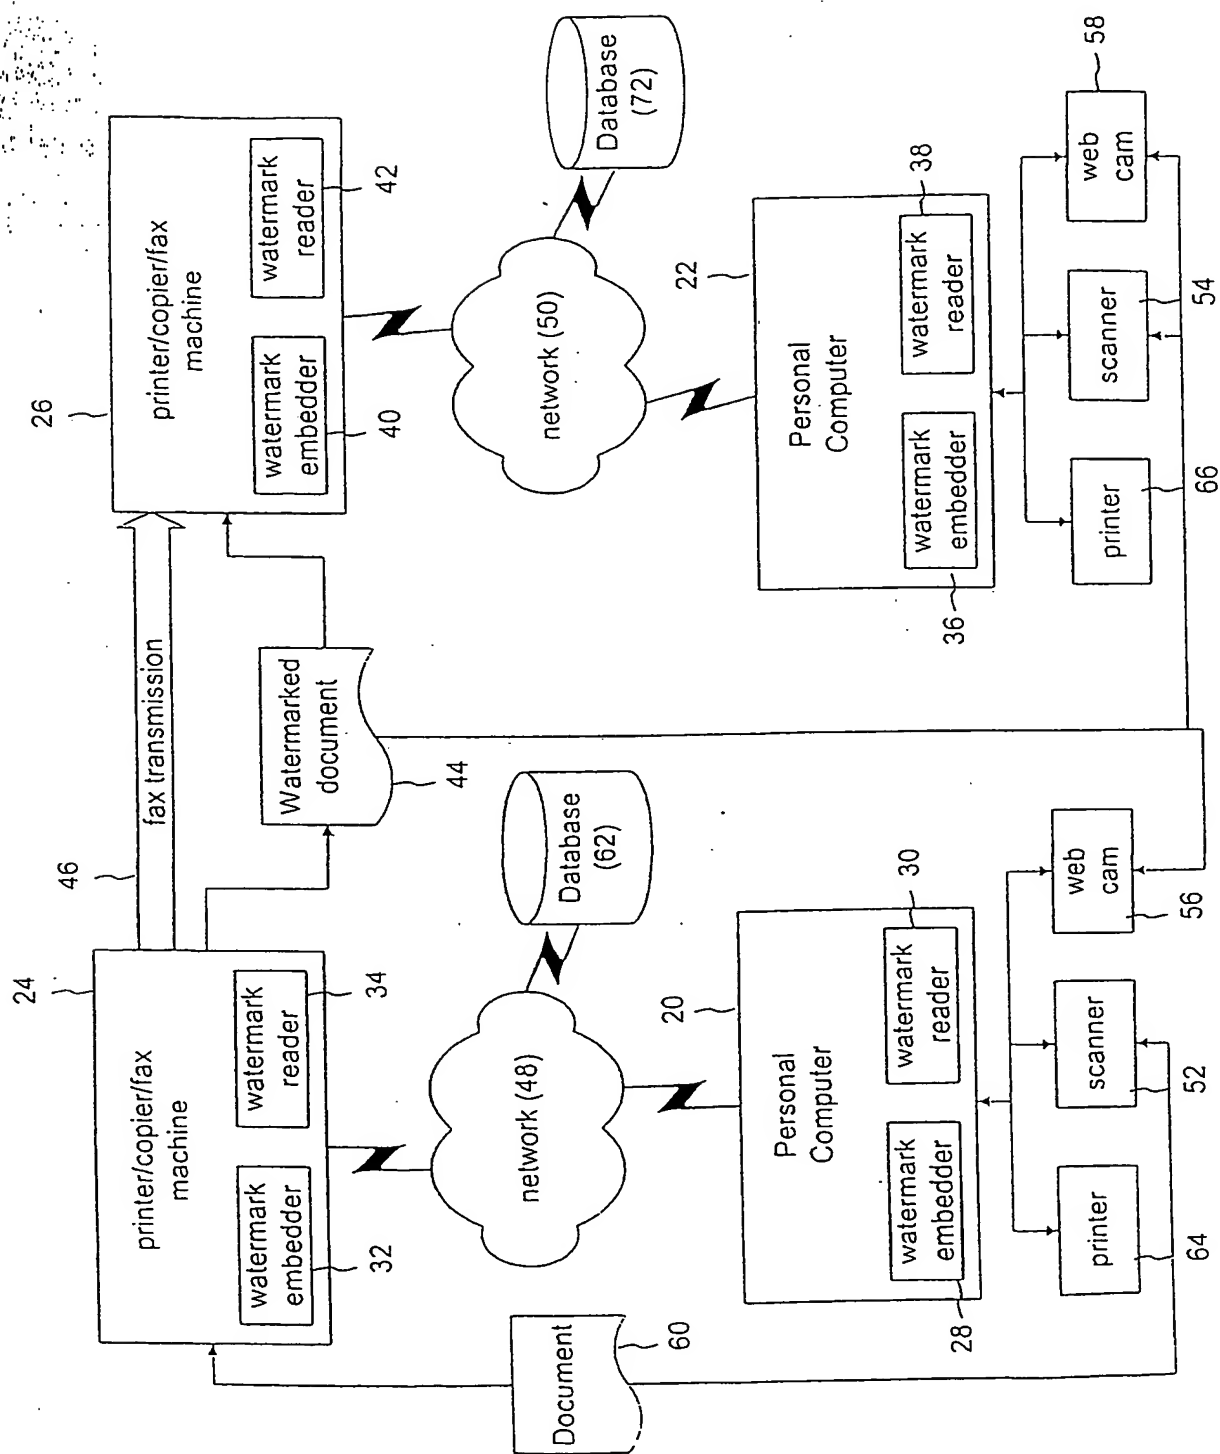 24
printer/copier/fax
machine
watermark
embedder
watermark
reader
32
34
46
fax transmission
26
printer/copier/fax
machine
watermark
embedder
watermark
reader
40
42
Document
60
Watermarked
document
44
network (48)
Database
(62)
network (50)
Database
(72)
20
Personal
Computer
watermark
embedder
watermark
reader
28
30
22
Personal
Computer
watermark
embedder
watermark
reader
36
38
printer
64
scanner
52
web
cam
56
printer
66
scanner
54
web
cam
58